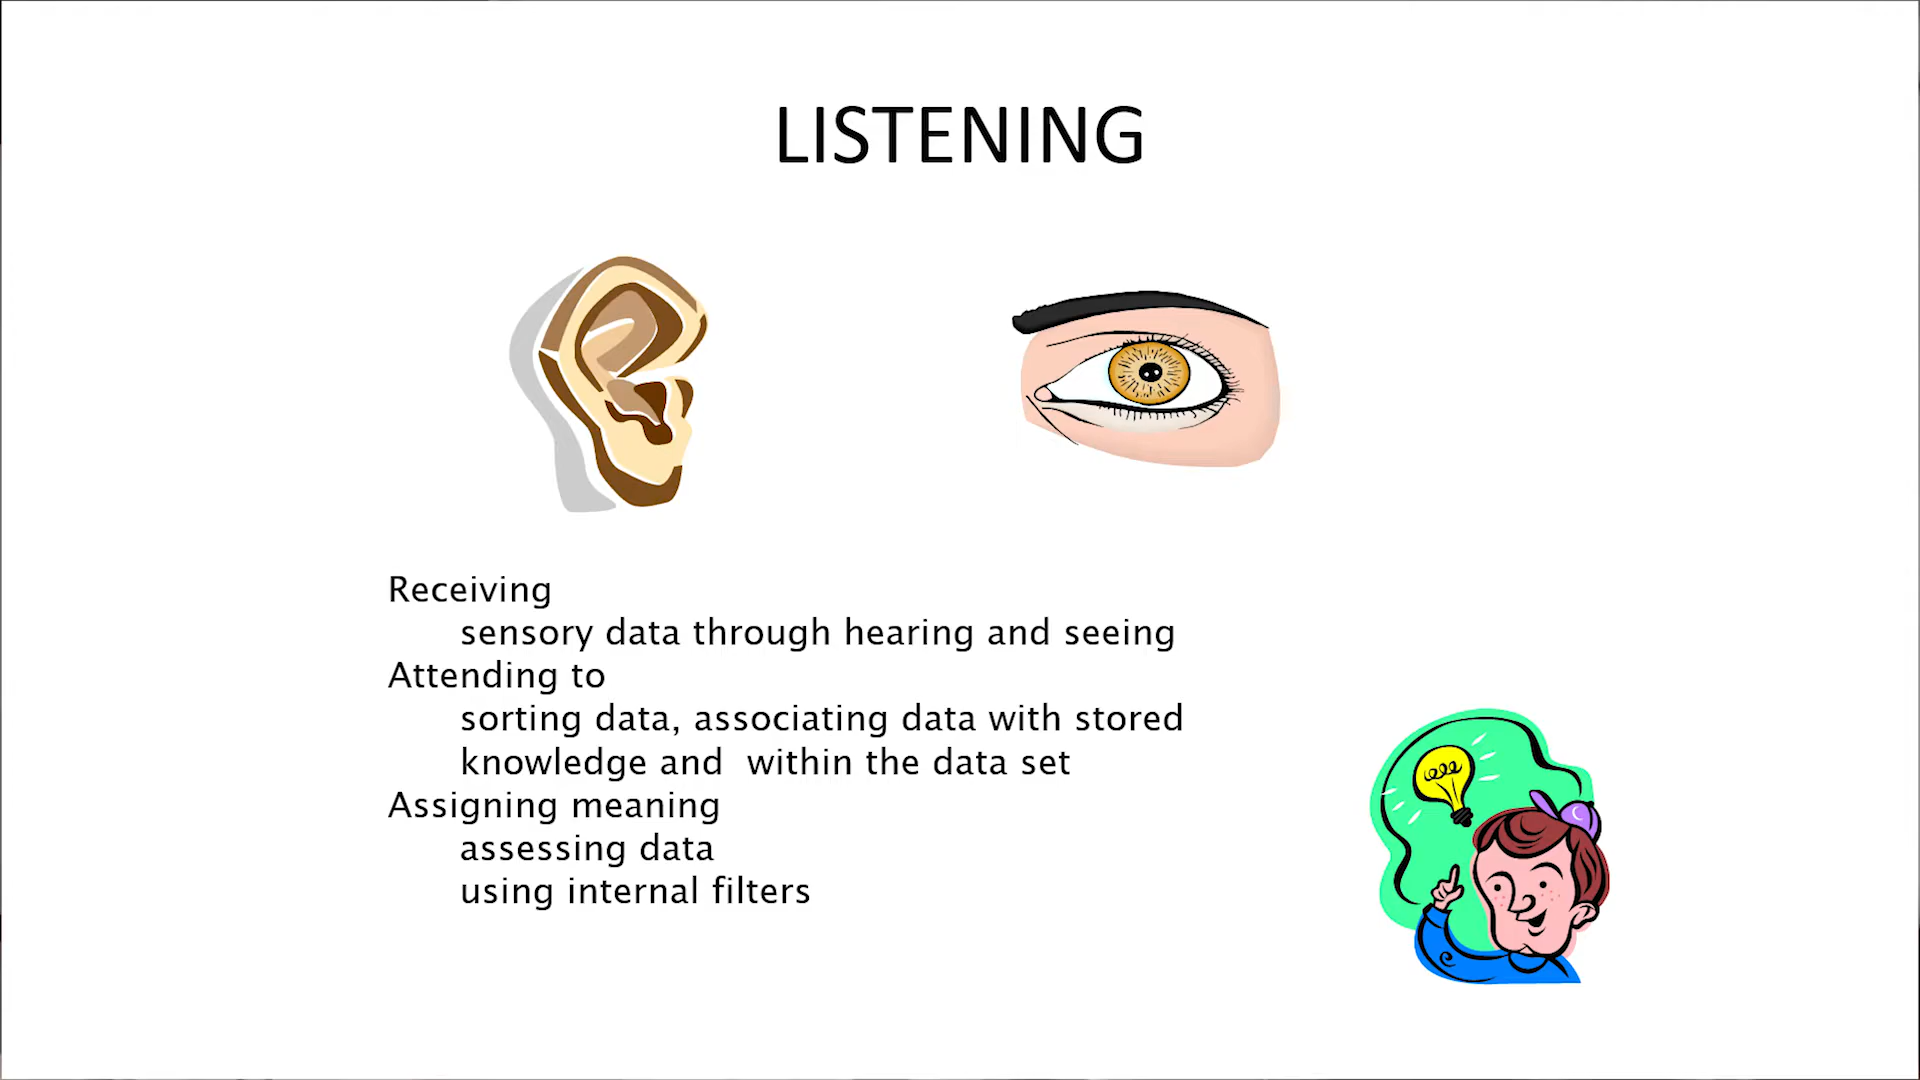 LISTENING
Receiving
sensory data through hearing and seeing
Attending to
sorting data, associating data with stored
knowledge and  within the data set
Assigning meaning
assessing data
using internal filters